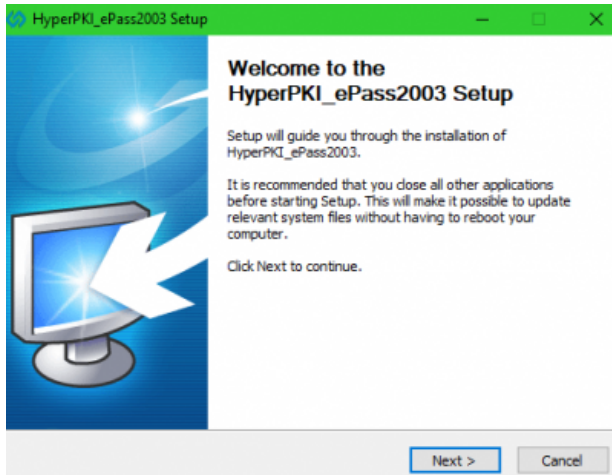 HyperPKI_ePass2003 Setup
Welcome to the
HyperPKI_ePass2003 Setup
Setup will guide you through the installation of
HyperPKI_ePass2003.
It is recommended that you close all other applications
before starting Setup. This will make it possible to update
relevant system files without having to reboot your
computer.
Click Next to continue.
Next >
Cancel